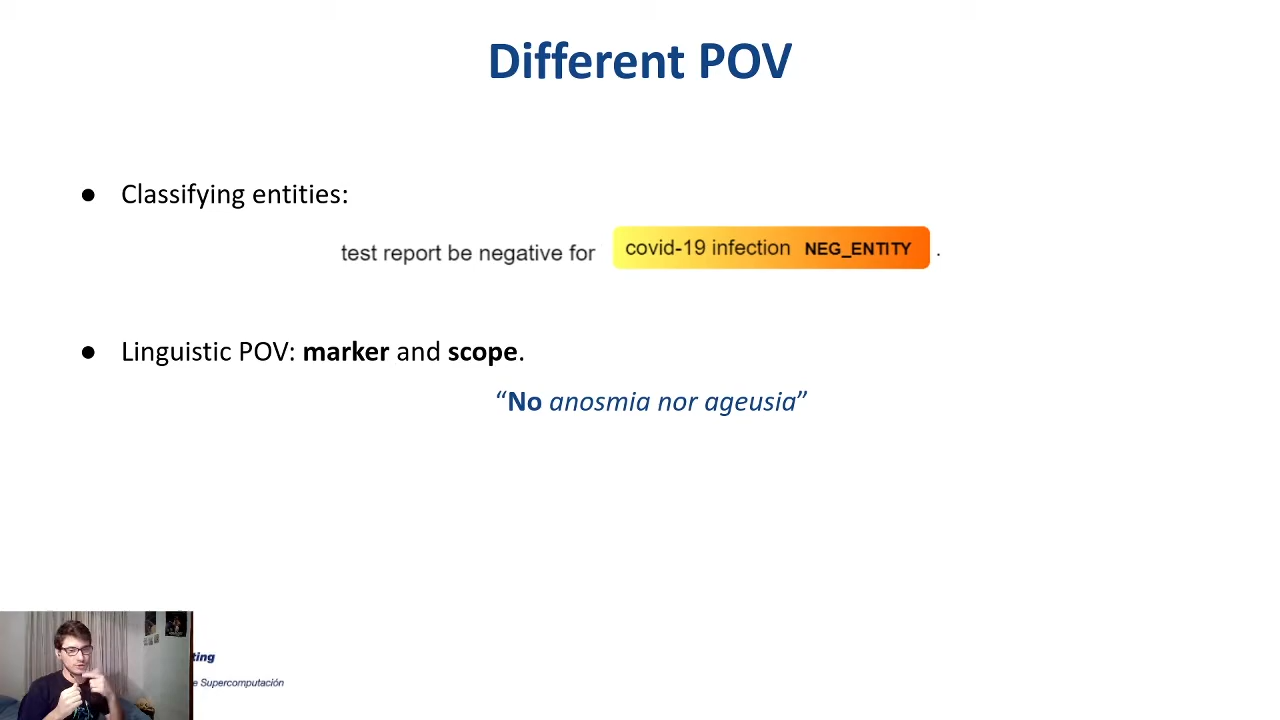 Different POV
● Classifying entities:
test report be negative for covid-19 infection NEG_ENTITY .
● Linguistic POV: marker and scope.
“No anosmia nor ageusia”
ting
e Supercomputación